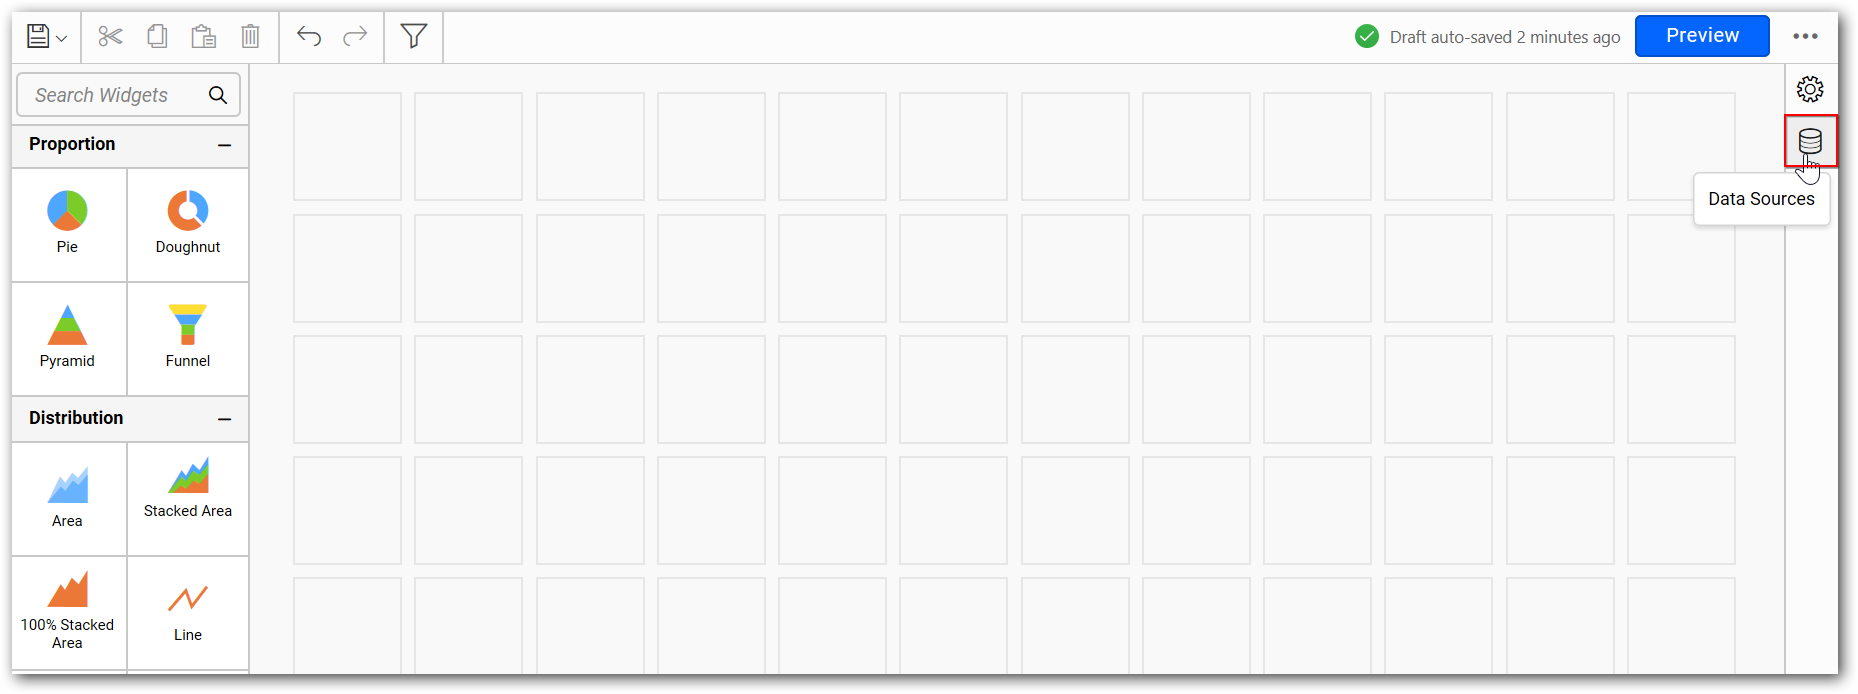 Draft auto-saved 2 minutes ago
Preview
Search Widgets
Proportion
Pie
Doughnut
Pyramid
Funnel
Distribution
Area
Stacked Area
100% Stacked
Area
Line
Data Sources